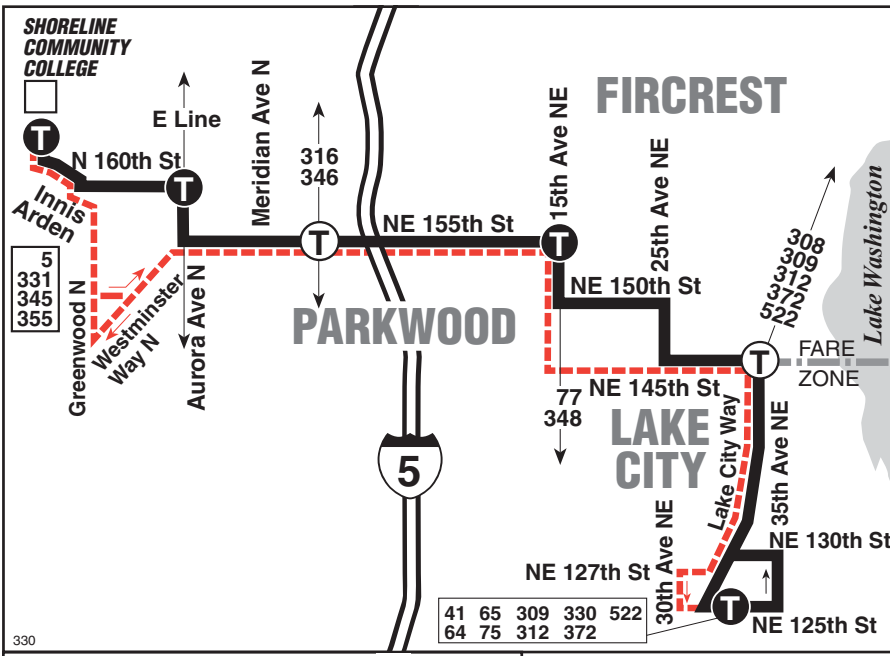 SHORELINE
COMMUNITY
COLLEGE
T
E Line
N 160th St
T
Innis
Arden
5
331
345
355
Greenwood N
Westminster
Way N
Aurora Ave N
Meridian Ave N
316
346
T
NE 155th St
PARKWOOD
5
FIRCREST
15th Ave NE
T
25th Ave NE
NE 150th St
308
309
312
372
522
Lake Washington
T
FARE
ZONE
NE 145th St
77
348
LAKE
CITY
Lake City Way
35th Ave NE
30th Ave NE
NE 130th St
NE 127th St
T
NE 125th St
41 65 309 330 522
64 75 312 372
330